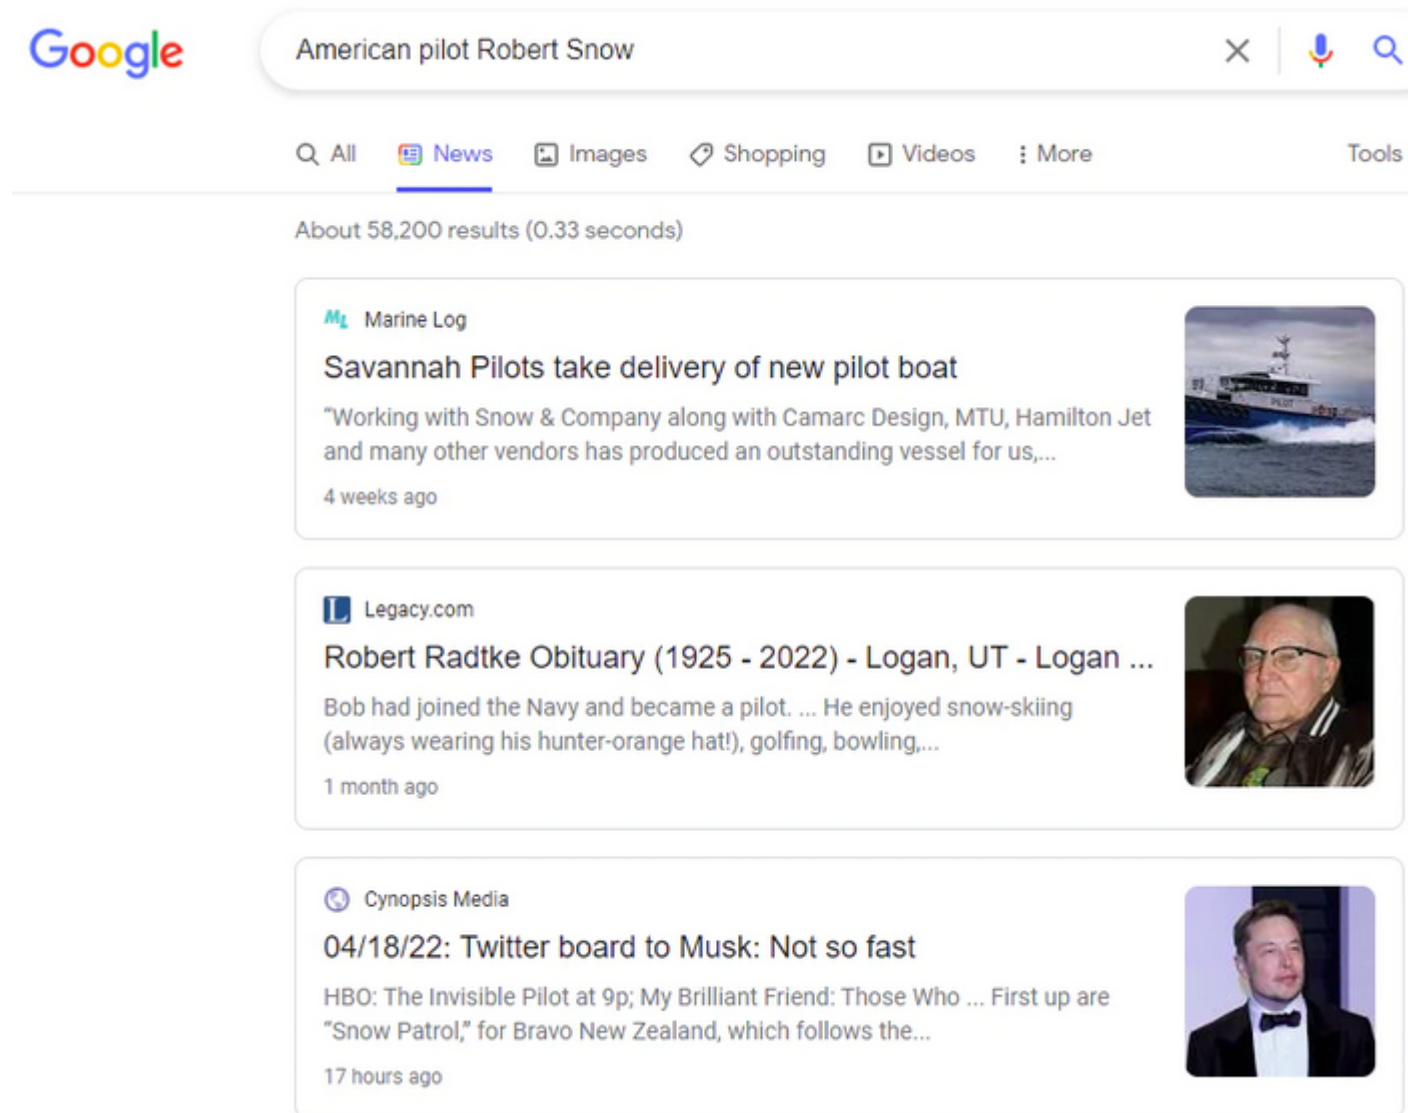 Google
American pilot Robert Snow
All News Images Shopping Videos More Tools
About 58,200 results (0.33 seconds)
ML Marine Log
Savannah Pilots take delivery of new pilot boat
“Working with Snow & Company along with Camarc Design, MTU, Hamilton Jet
and many other vendors has produced an outstanding vessel for us,...
4 weeks ago
PILOT
L Legacy.com
Robert Radtke Obituary (1925 - 2022) - Logan, UT - Logan ...
Bob had joined the Navy and became a pilot. ... He enjoyed snow-skiing
(always wearing his hunter-orange hat!), golfing, bowling,...
1 month ago
Cynopsis Media
04/18/22: Twitter board to Musk: Not so fast
HBO: The Invisible Pilot at 9p; My Brilliant Friend: Those Who ... First up are
“Snow Patrol,” for Bravo New Zealand, which follows the...
17 hours ago